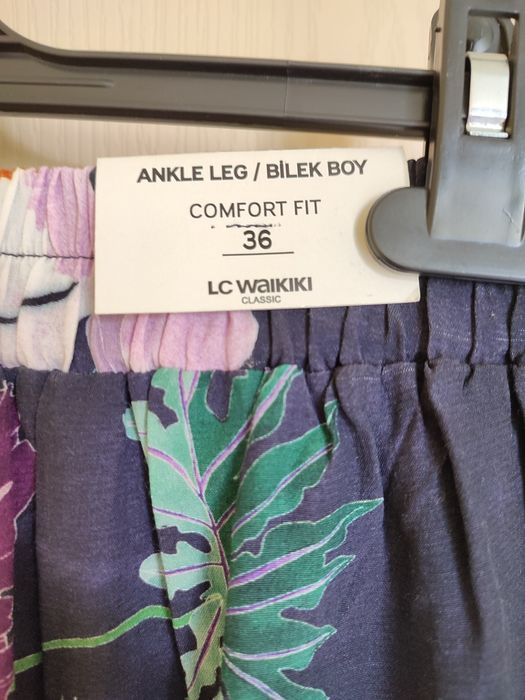 ANKLE LEG / BİLEK BOY
COMFORT FIT
36
LC WAIKIKI
CLASSIC